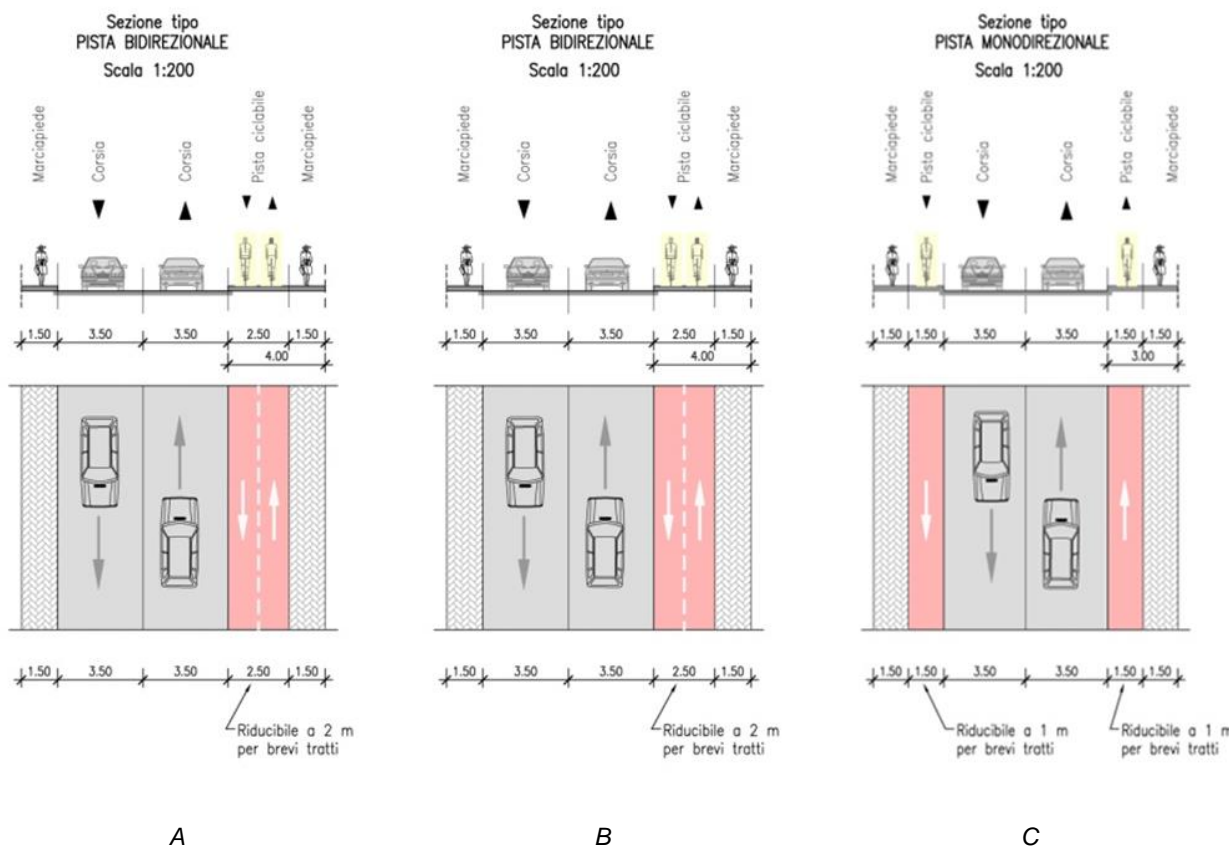 Sezione tipo
PISTA BIDIREZIONALE
Scala 1:200
Marciapiede
Corsia
Corsia
Pista ciclabile
Marciapiede
1.50 3.50 3.50 2.50 1.50
4.00
1.50 3.50 3.50 2.50 1.50
Riducibile a 2 m
per brevi tratti
A
Sezione tipo
PISTA BIDIREZIONALE
Scala 1:200
Marciapiede
Corsia
Corsia
Pista ciclabile
Marciapiede
1.50 3.50 3.50 2.50 1.50
4.00
1.50 3.50 3.50 2.50 1.50
Riducibile a 2 m
per brevi tratti
B
Sezione tipo
PISTA MONODIREZIONALE
Scala 1:200
Marciapiede
Pista ciclabile
Corsia
Corsia
Pista ciclabile
Marciapiede
1.50 1.50 3.50 3.50 1.50 1.50
3.00
1.50 1.50 3.50 3.50 1.50 1.50
Riducibile a 1 m
per brevi tratti
Riducibile a 1 m
per brevi tratti
C